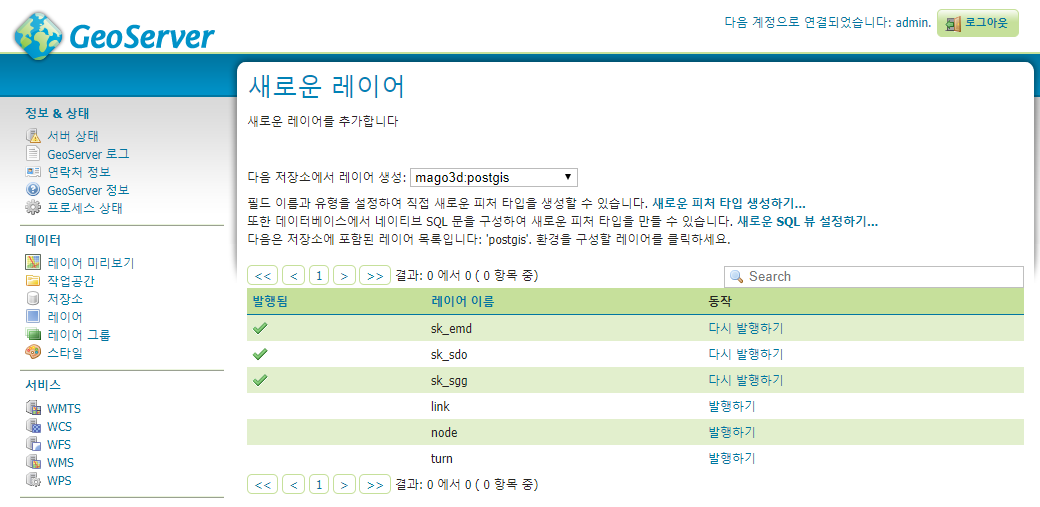 GeoServer
다음 계정으로 연결되었습니다: admin. 로그아웃
정보 & 상태
서버 상태
GeoServer 로그
연락처 정보
GeoServer 정보
프로세스 상태
데이터
레이어 미리보기
작업공간
저장소
레이어
레이어 그룹
스타일
서비스
WMTS
WCS
WFS
WMS
WPS
새로운 레이어
새로운 레이어를 추가합니다
다음 저장소에서 레이어 생성: mago3d:postgis
필드 이름과 유형을 설정하여 직접 새로운 피처 타입을 생성할 수 있습니다. 새로운 피처 타입 생성하기...
또한 데이터베이스에서 네이티브 SQL 문을 구성하여 새로운 피처 타입을 만들 수 있습니다. 새로운 SQL 뷰 설정하기...
다음은 저장소에 포함된 레이어 목록입니다: 'postgis'. 환경을 구성할 레이어를 클릭하세요.
<< < 1 > >> 결과: 0 에서 0 ( 0 항목 중) Search
발행됨 레이어 이름 동작
sk_emd 다시 발행하기
sk_sdo 다시 발행하기
sk_sgg 다시 발행하기
link 발행하기
node 발행하기
turn 발행하기
<< < 1 > >> 결과: 0 에서 0 ( 0 항목 중)